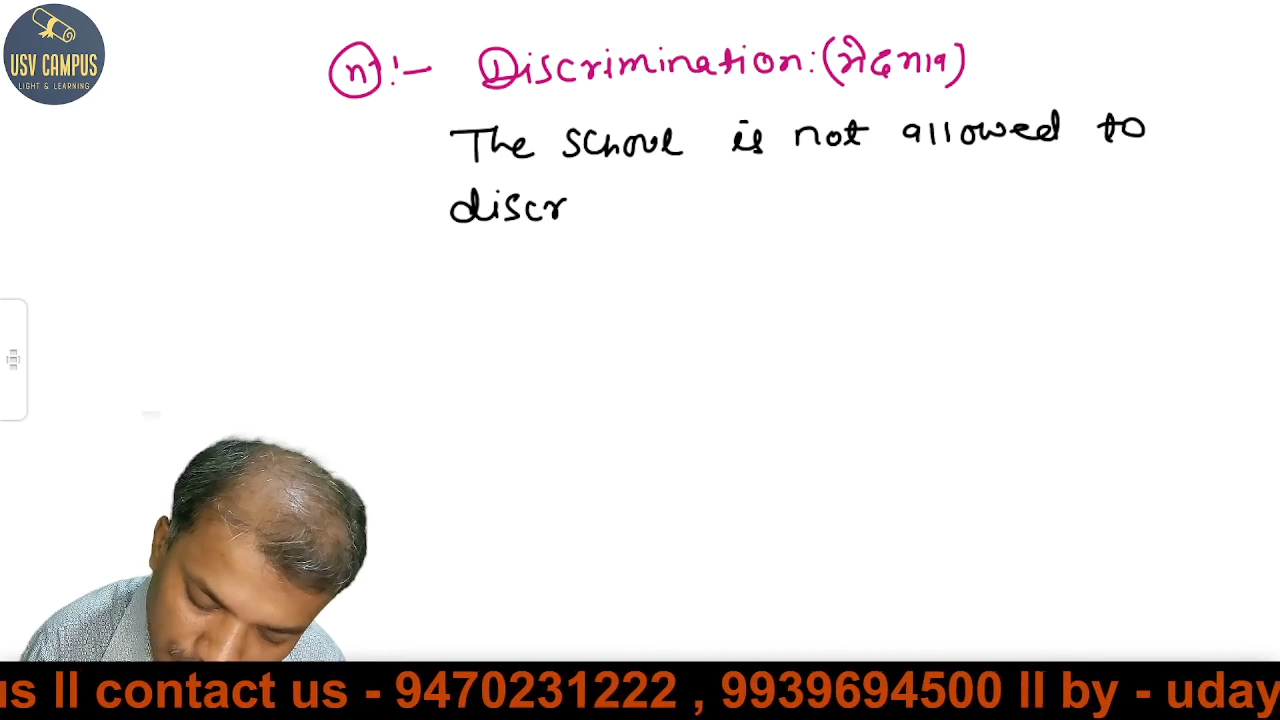 USV CAMPUS
LIGHT & LEARNING
n :- Discrimination: (भेदभाव)
The school is not allowed to
discr
us ll contact us - 9470231222 , 9939694500 ll by - uday